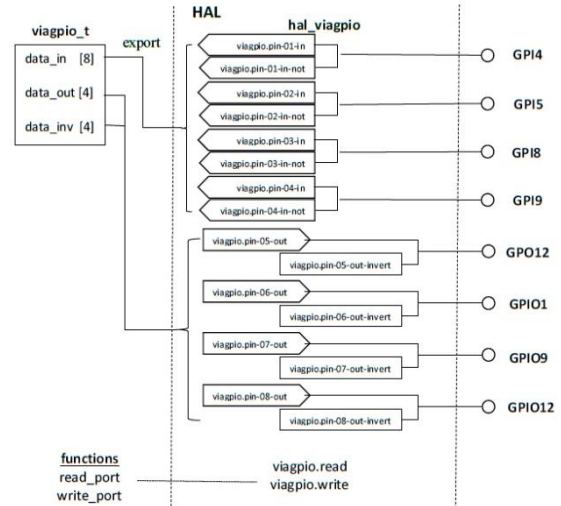 HAL
viagpio_t
hal_viagpio
export
data_in [8]
data_out [4]
data_inv [4]
viagpio.pin-01-in
viagpio.pin-01-in-not
GPI4
viagpio.pin-02-in
viagpio.pin-02-in-not
GPI5
viagpio.pin-03-in
viagpio.pin-03-in-not
GPI8
viagpio.pin-04-in
viagpio.pin-04-in-not
GPI9
viagpio.pin-05-out
viagpio.pin-05-out-invert
GPO12
viagpio.pin-06-out
viagpio.pin-06-out-invert
GPIO1
viagpio.pin-07-out
viagpio.pin-07-out-invert
GPIO9
viagpio.pin-08-out
viagpio.pin-08-out-invert
GPIO12
functions
read_port
write_port
viagpio.read
viagpio.write